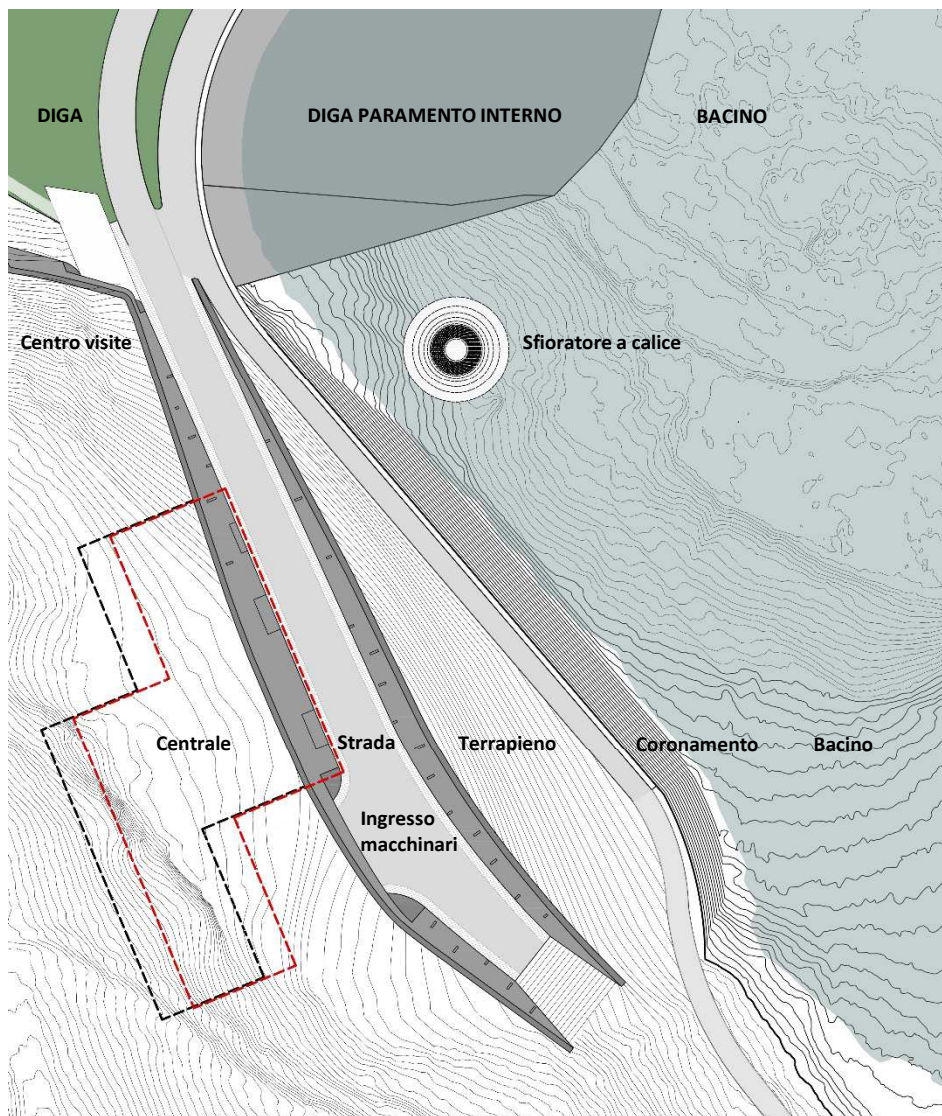 DIGA
DIGA PARAMENTO INTERNO
BACINO
Centro visite
Sfioratore a calice
Centrale
Strada
Terrapieno
Coronamento
Bacino
Ingresso
macchinari